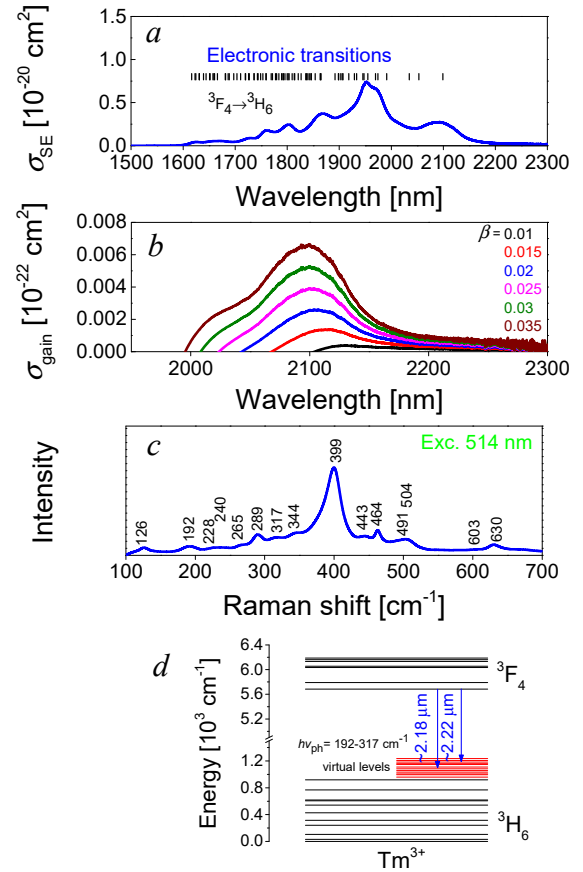 a
Electronic transitions
³F₄→³H₆
σ_SE [10⁻²⁰ cm²]
1.5
1.0
0.5
0.0
1500 1600 1700 1800 1900 2000 2100 2200 2300
Wavelength [nm]
b
β = 0.01
0.015
0.02
0.025
0.03
0.035
σ_gain [10⁻²² cm²]
0.008
0.006
0.004
0.002
0.000
2000 2100 2200 2300
Wavelength [nm]
c
Exc. 514 nm
Intensity
126 192 228 240 265 289 317 344 399 443 464 491 504 603 630
100 200 300 400 500 600 700
Raman shift [cm⁻¹]
d
Energy [10³ cm⁻¹]
6.4
6.0
5.6
5.2
1.2
0.8
0.4
0.0
³F₄
~2.18 μm
~2.22 μm
hν_ph= 192-317 cm⁻¹
virtual levels
³H₆
Tm³⁺